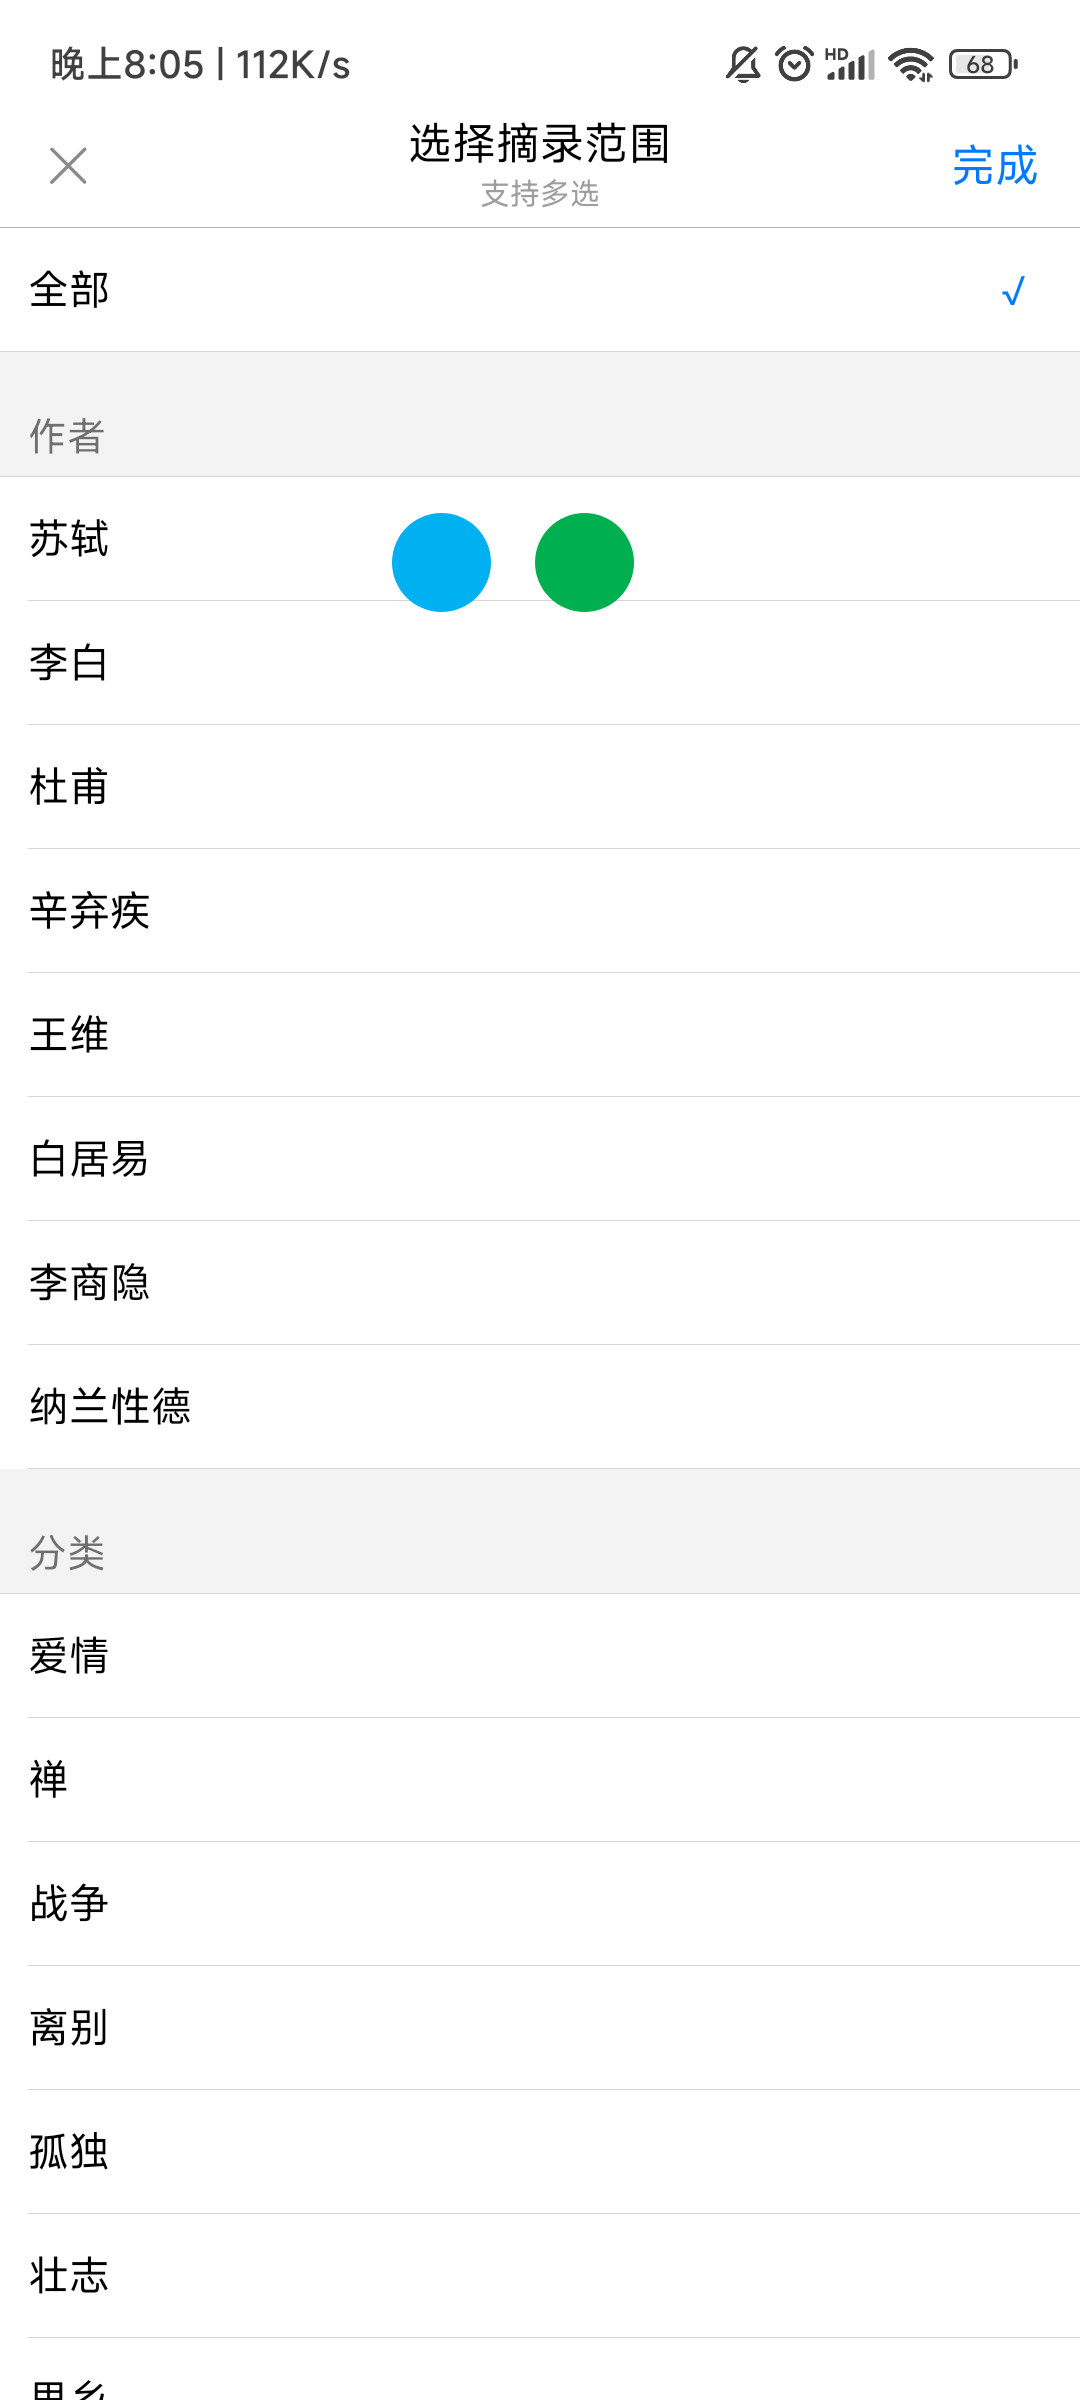 晚上8:05 | 112K/s HD 68
选择摘录范围
支持多选
完成
全部 √
作者
苏轼
李白
杜甫
辛弃疾
王维
白居易
李商隐
纳兰性德
分类
爱情
禅
战争
离别
孤独
壮志